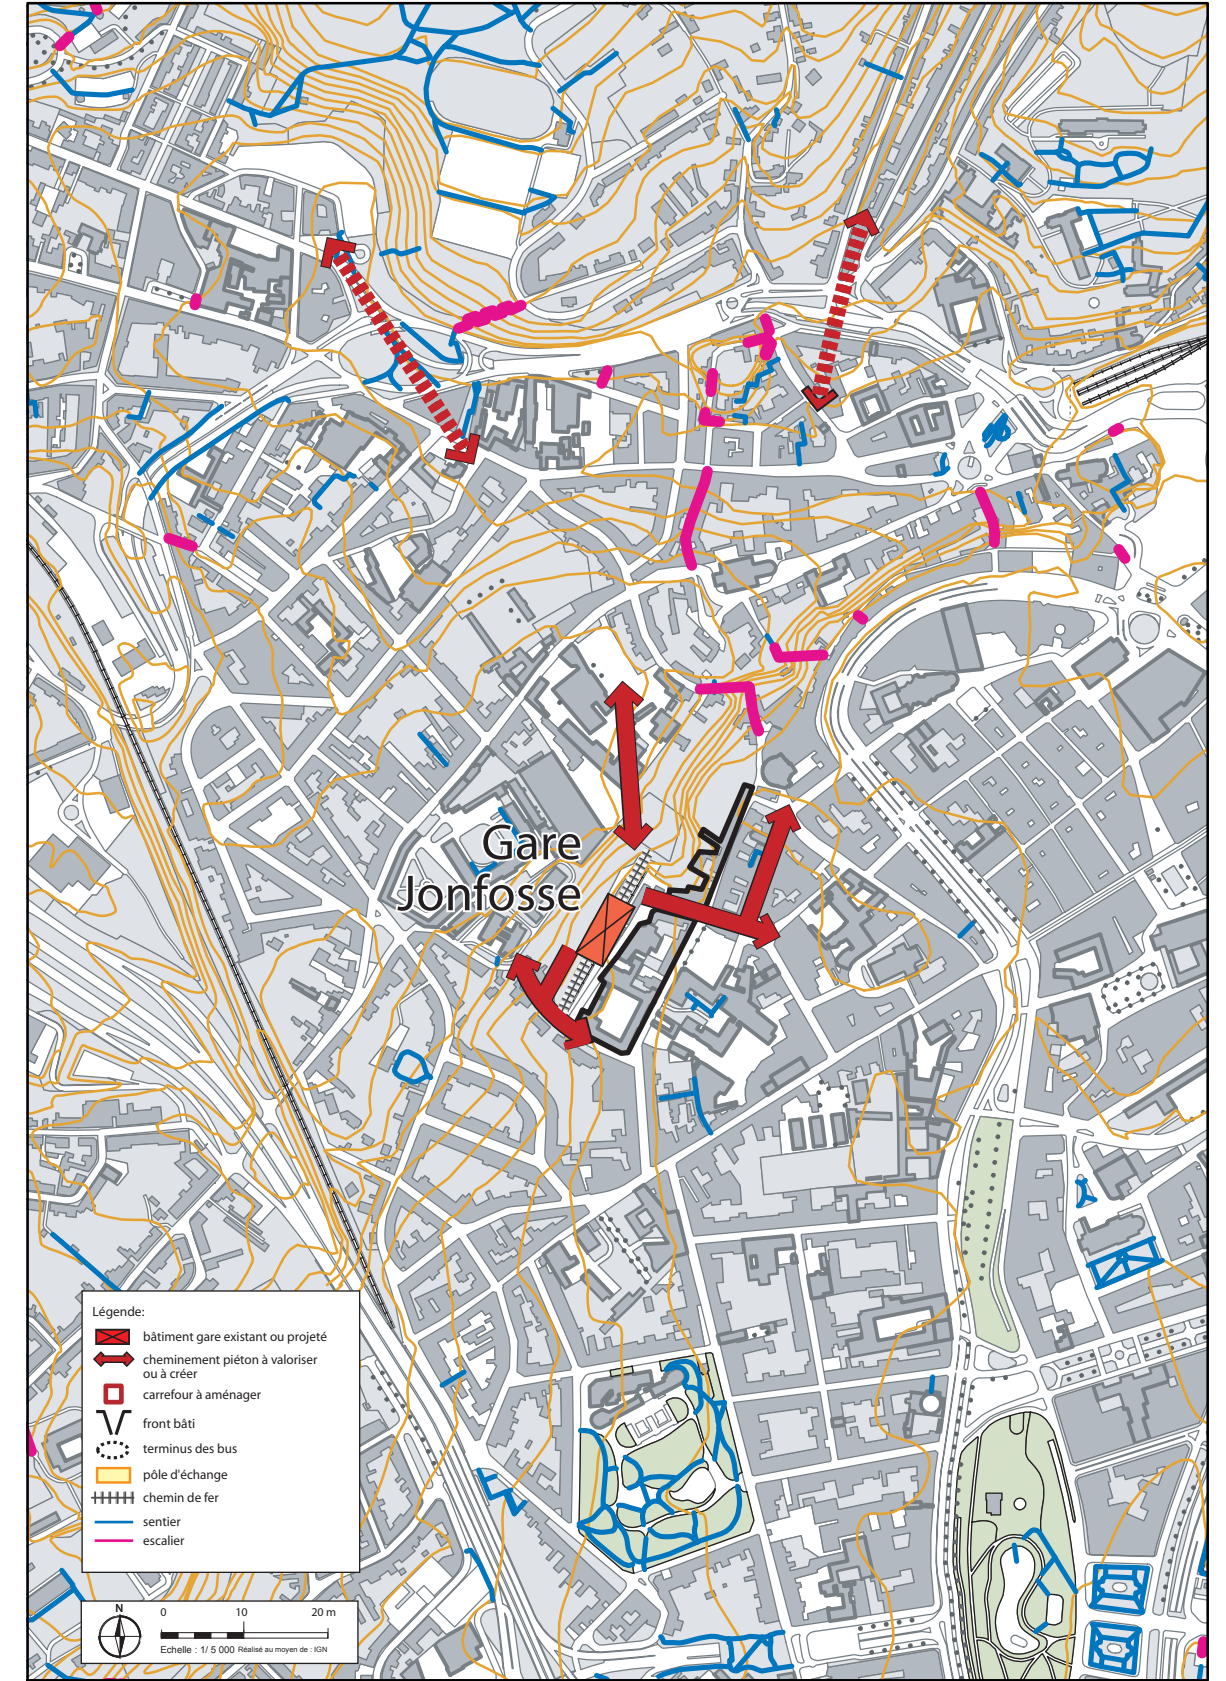 Gare
Jonfosse
Légende:
bâtiment gare existant ou projeté
cheminement piéton à valoriser
ou à créer
carrefour à aménager
front bâti
terminus des bus
pôle d'échange
chemin de fer
sentier
escalier
N
0 10 20 m
Echelle : 1/ 5 000 Réalisé au moyen de : IGN